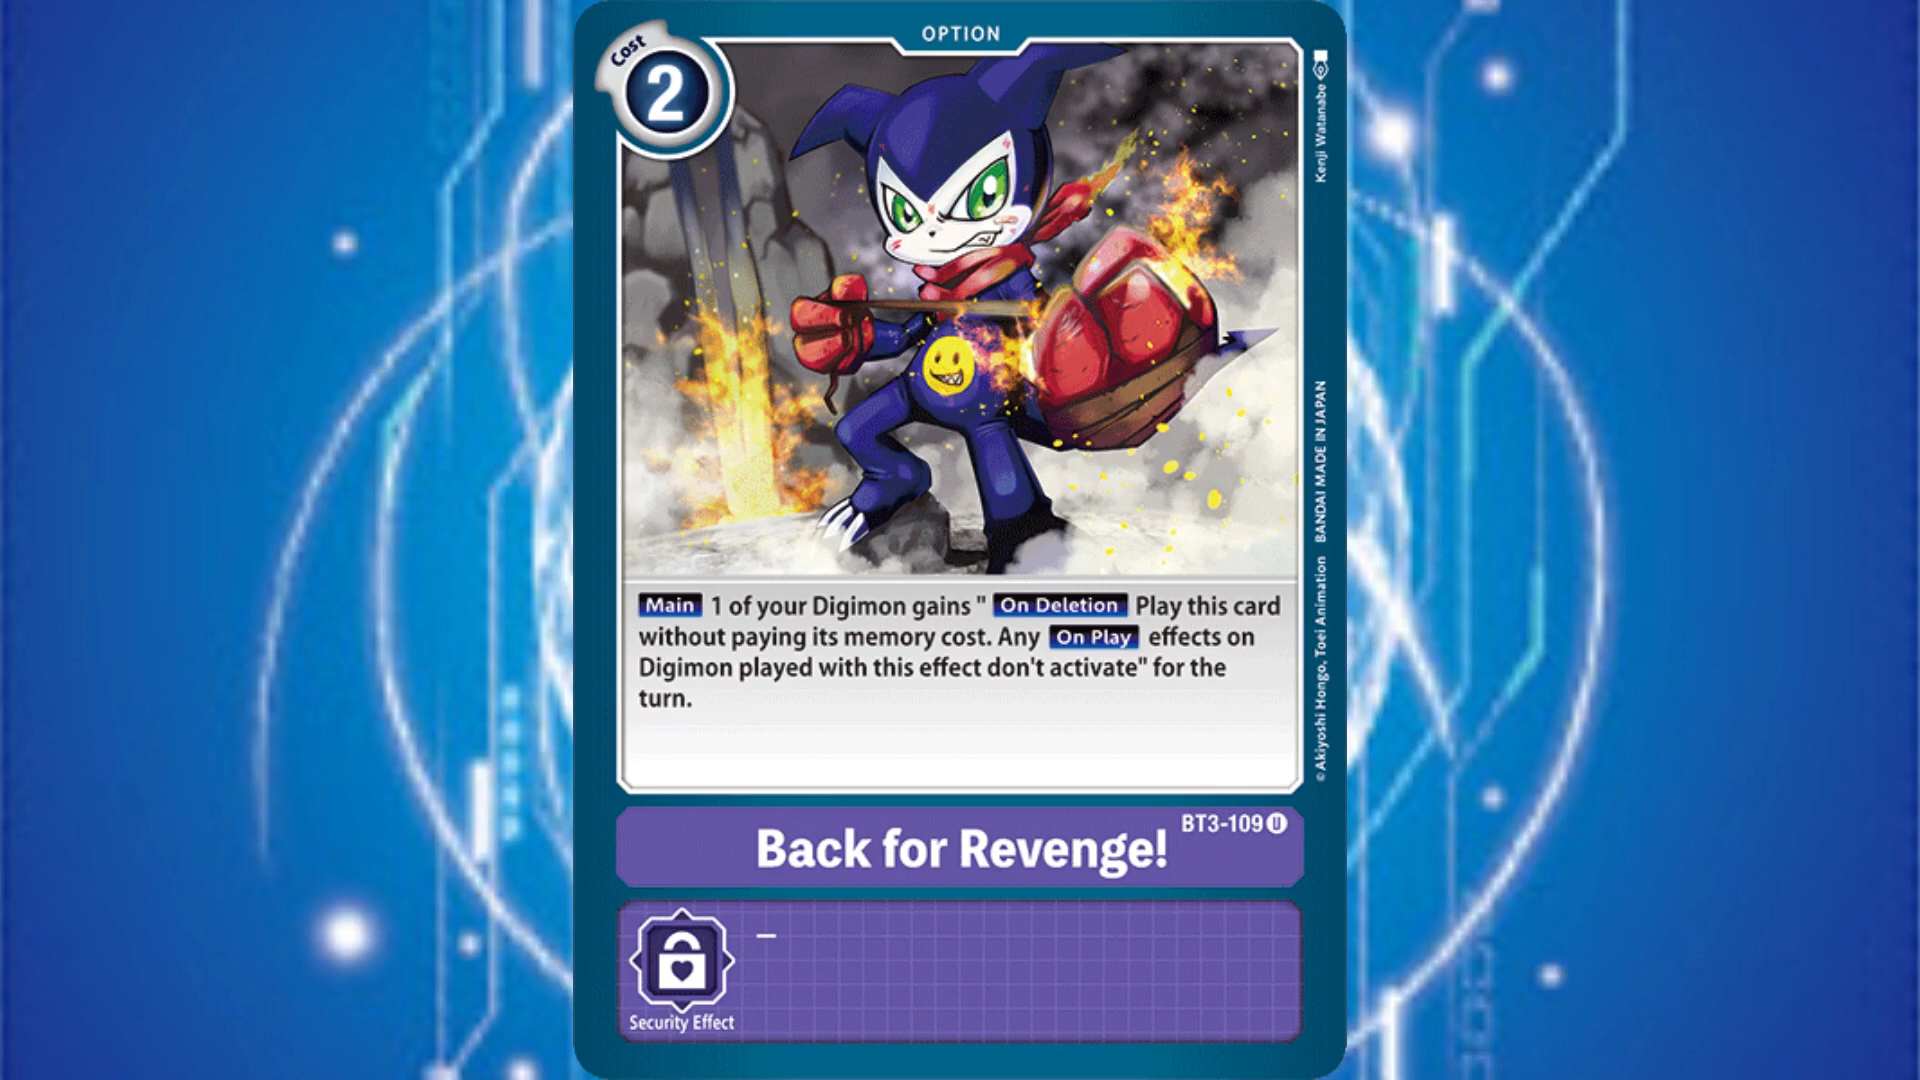 OPTION
Cost
2
Kenji Watanabe
Main 1 of your Digimon gains " On Deletion Play this card
without paying its memory cost. Any On Play effects on
Digimon played with this effect don't activate" for the
turn.
© Akiyoshi Hongo, Toei Animation BANDAI MADE IN JAPAN
BT3-109 U
Back for Revenge!
–
Security Effect